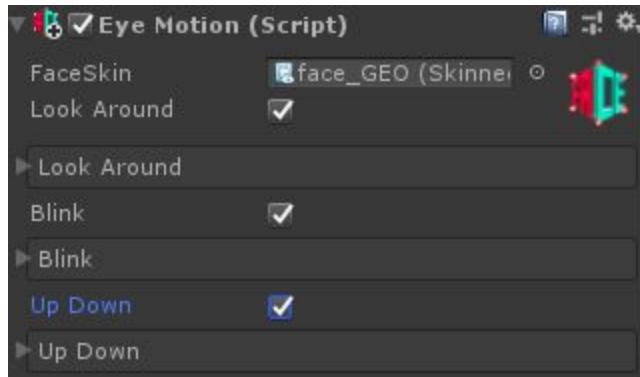 Eye Motion (Script)
FaceSkin face_GEO (Skinne
Look Around
Look Around
Blink
Blink
Up Down
Up Down